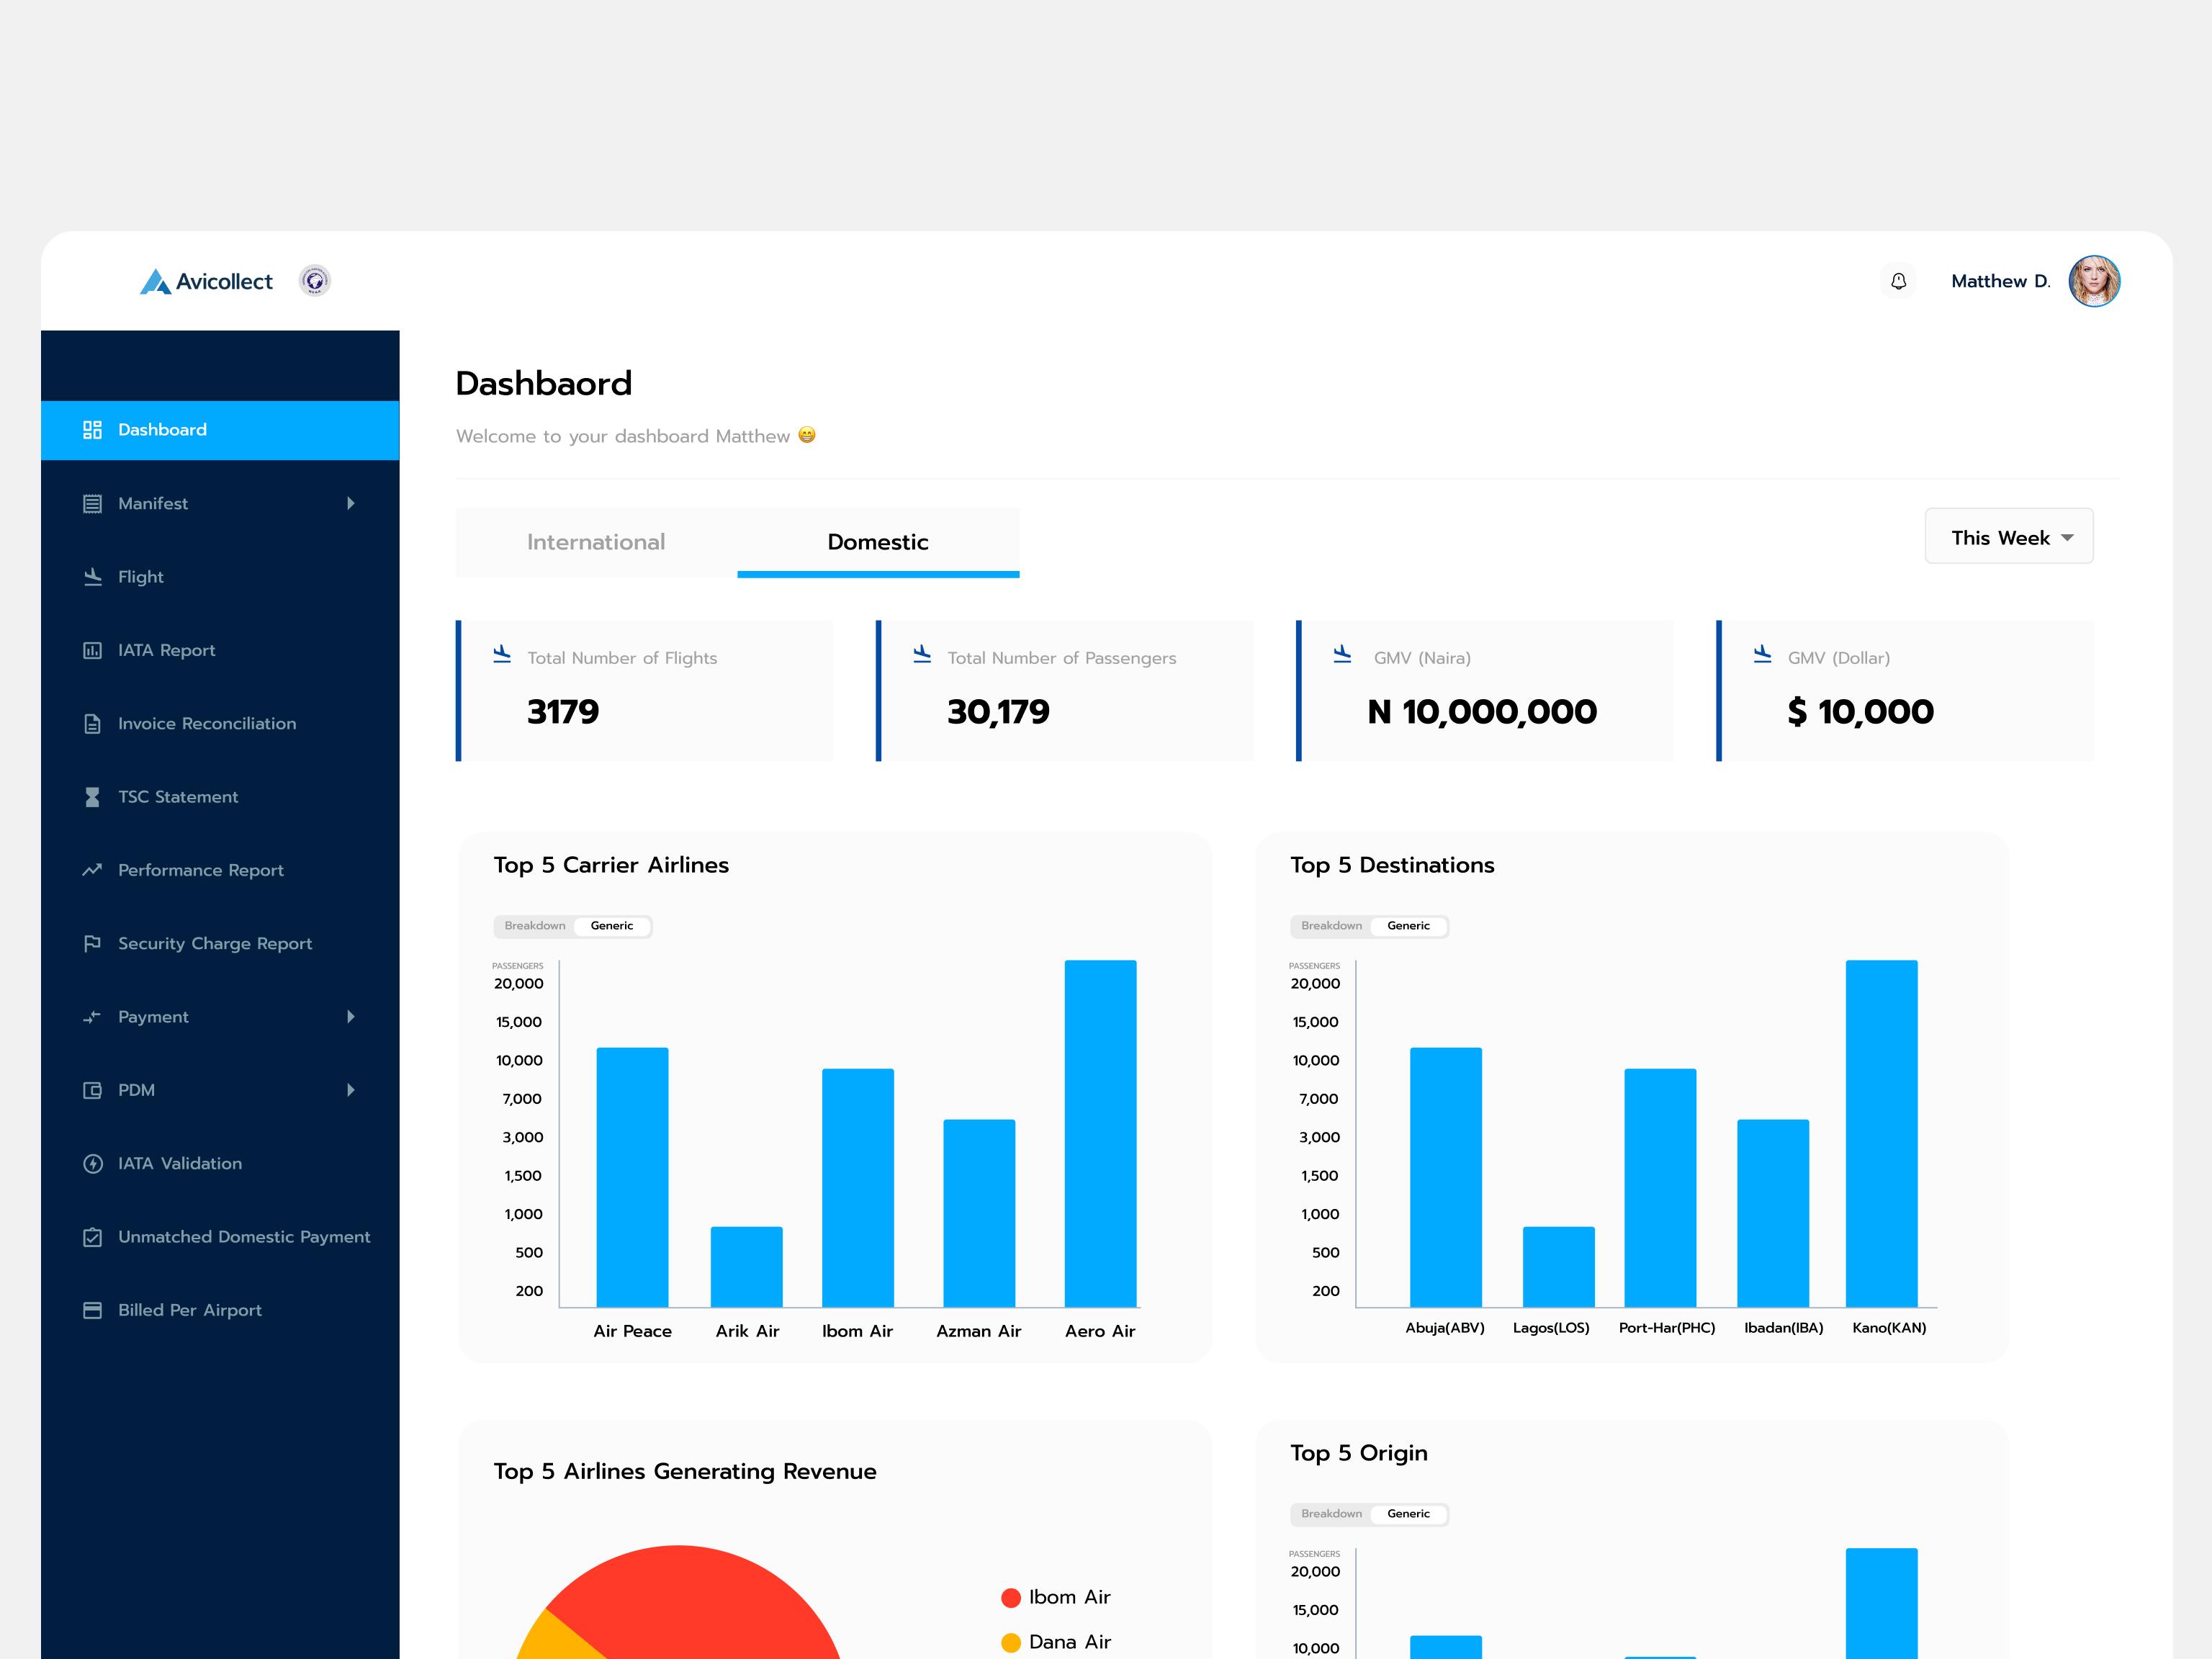 Avicollect
Matthew D.
Dashbaord
Welcome to your dashboard Matthew 😁
Dashboard
Manifest
Flight
IATA Report
Invoice Reconciliation
TSC Statement
Performance Report
Security Charge Report
Payment
PDM
IATA Validation
Unmatched Domestic Payment
Billed Per Airport
International
Domestic
This Week
Total Number of Flights
3179
Total Number of Passengers
30,179
GMV (Naira)
N 10,000,000
GMV (Dollar)
$ 10,000
Top 5 Carrier Airlines
Breakdown Generic
PASSENGERS
20,000
15,000
10,000
7,000
3,000
1,500
1,000
500
200
Air Peace Arik Air Ibom Air Azman Air Aero Air
Top 5 Destinations
Breakdown Generic
PASSENGERS
20,000
15,000
10,000
7,000
3,000
1,500
1,000
500
200
Abuja(ABV) Lagos(LOS) Port-Har(PHC) Ibadan(IBA) Kano(KAN)
Top 5 Airlines Generating Revenue
Ibom Air
Dana Air
Top 5 Origin
Breakdown Generic
PASSENGERS
20,000
15,000
10,000